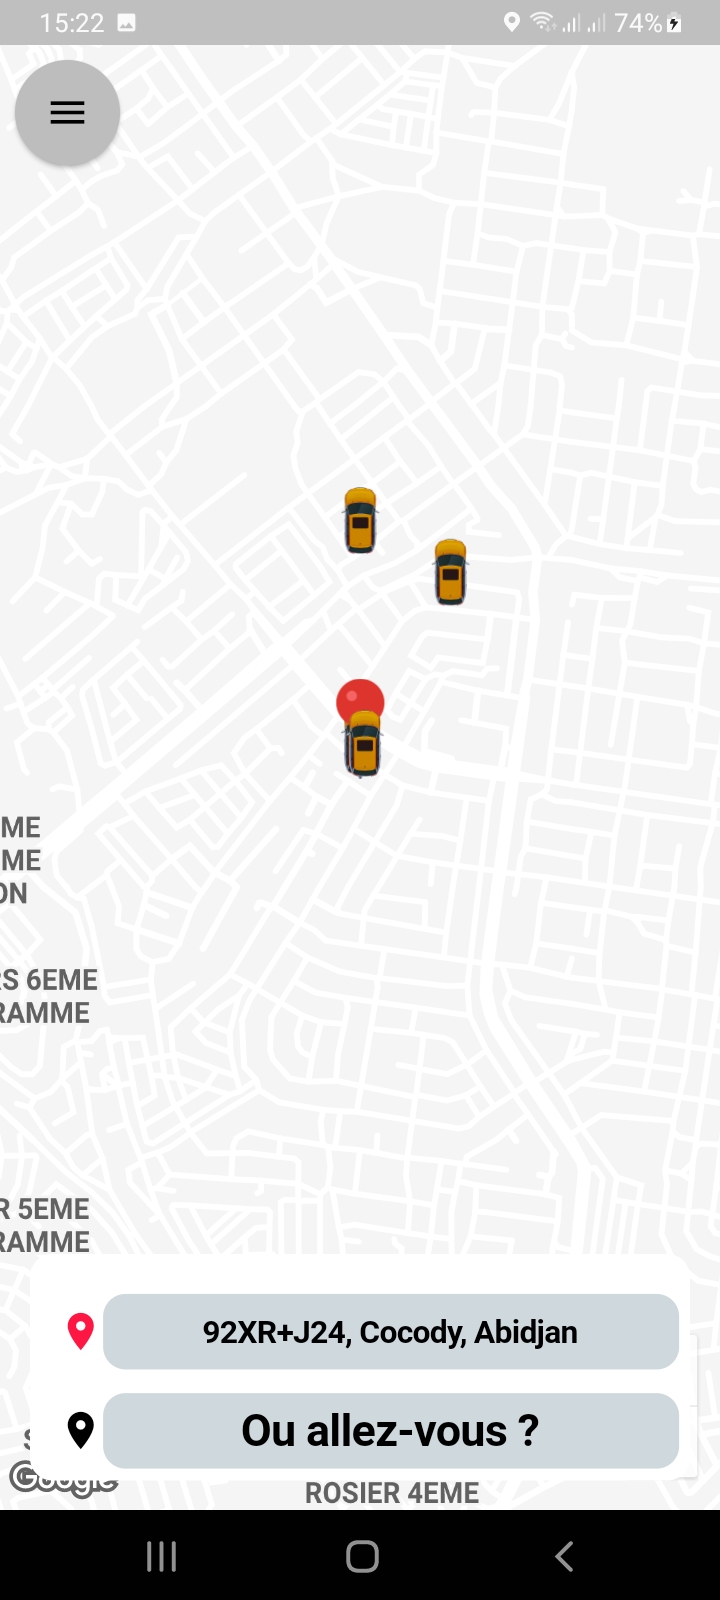 15:22
74%
ME
ME
ON
RS 6EME
RAMME
R 5EME
RAMME
92XR+J24, Cocody, Abidjan
Ou allez-vous ?
Google
ROSIER 4EME